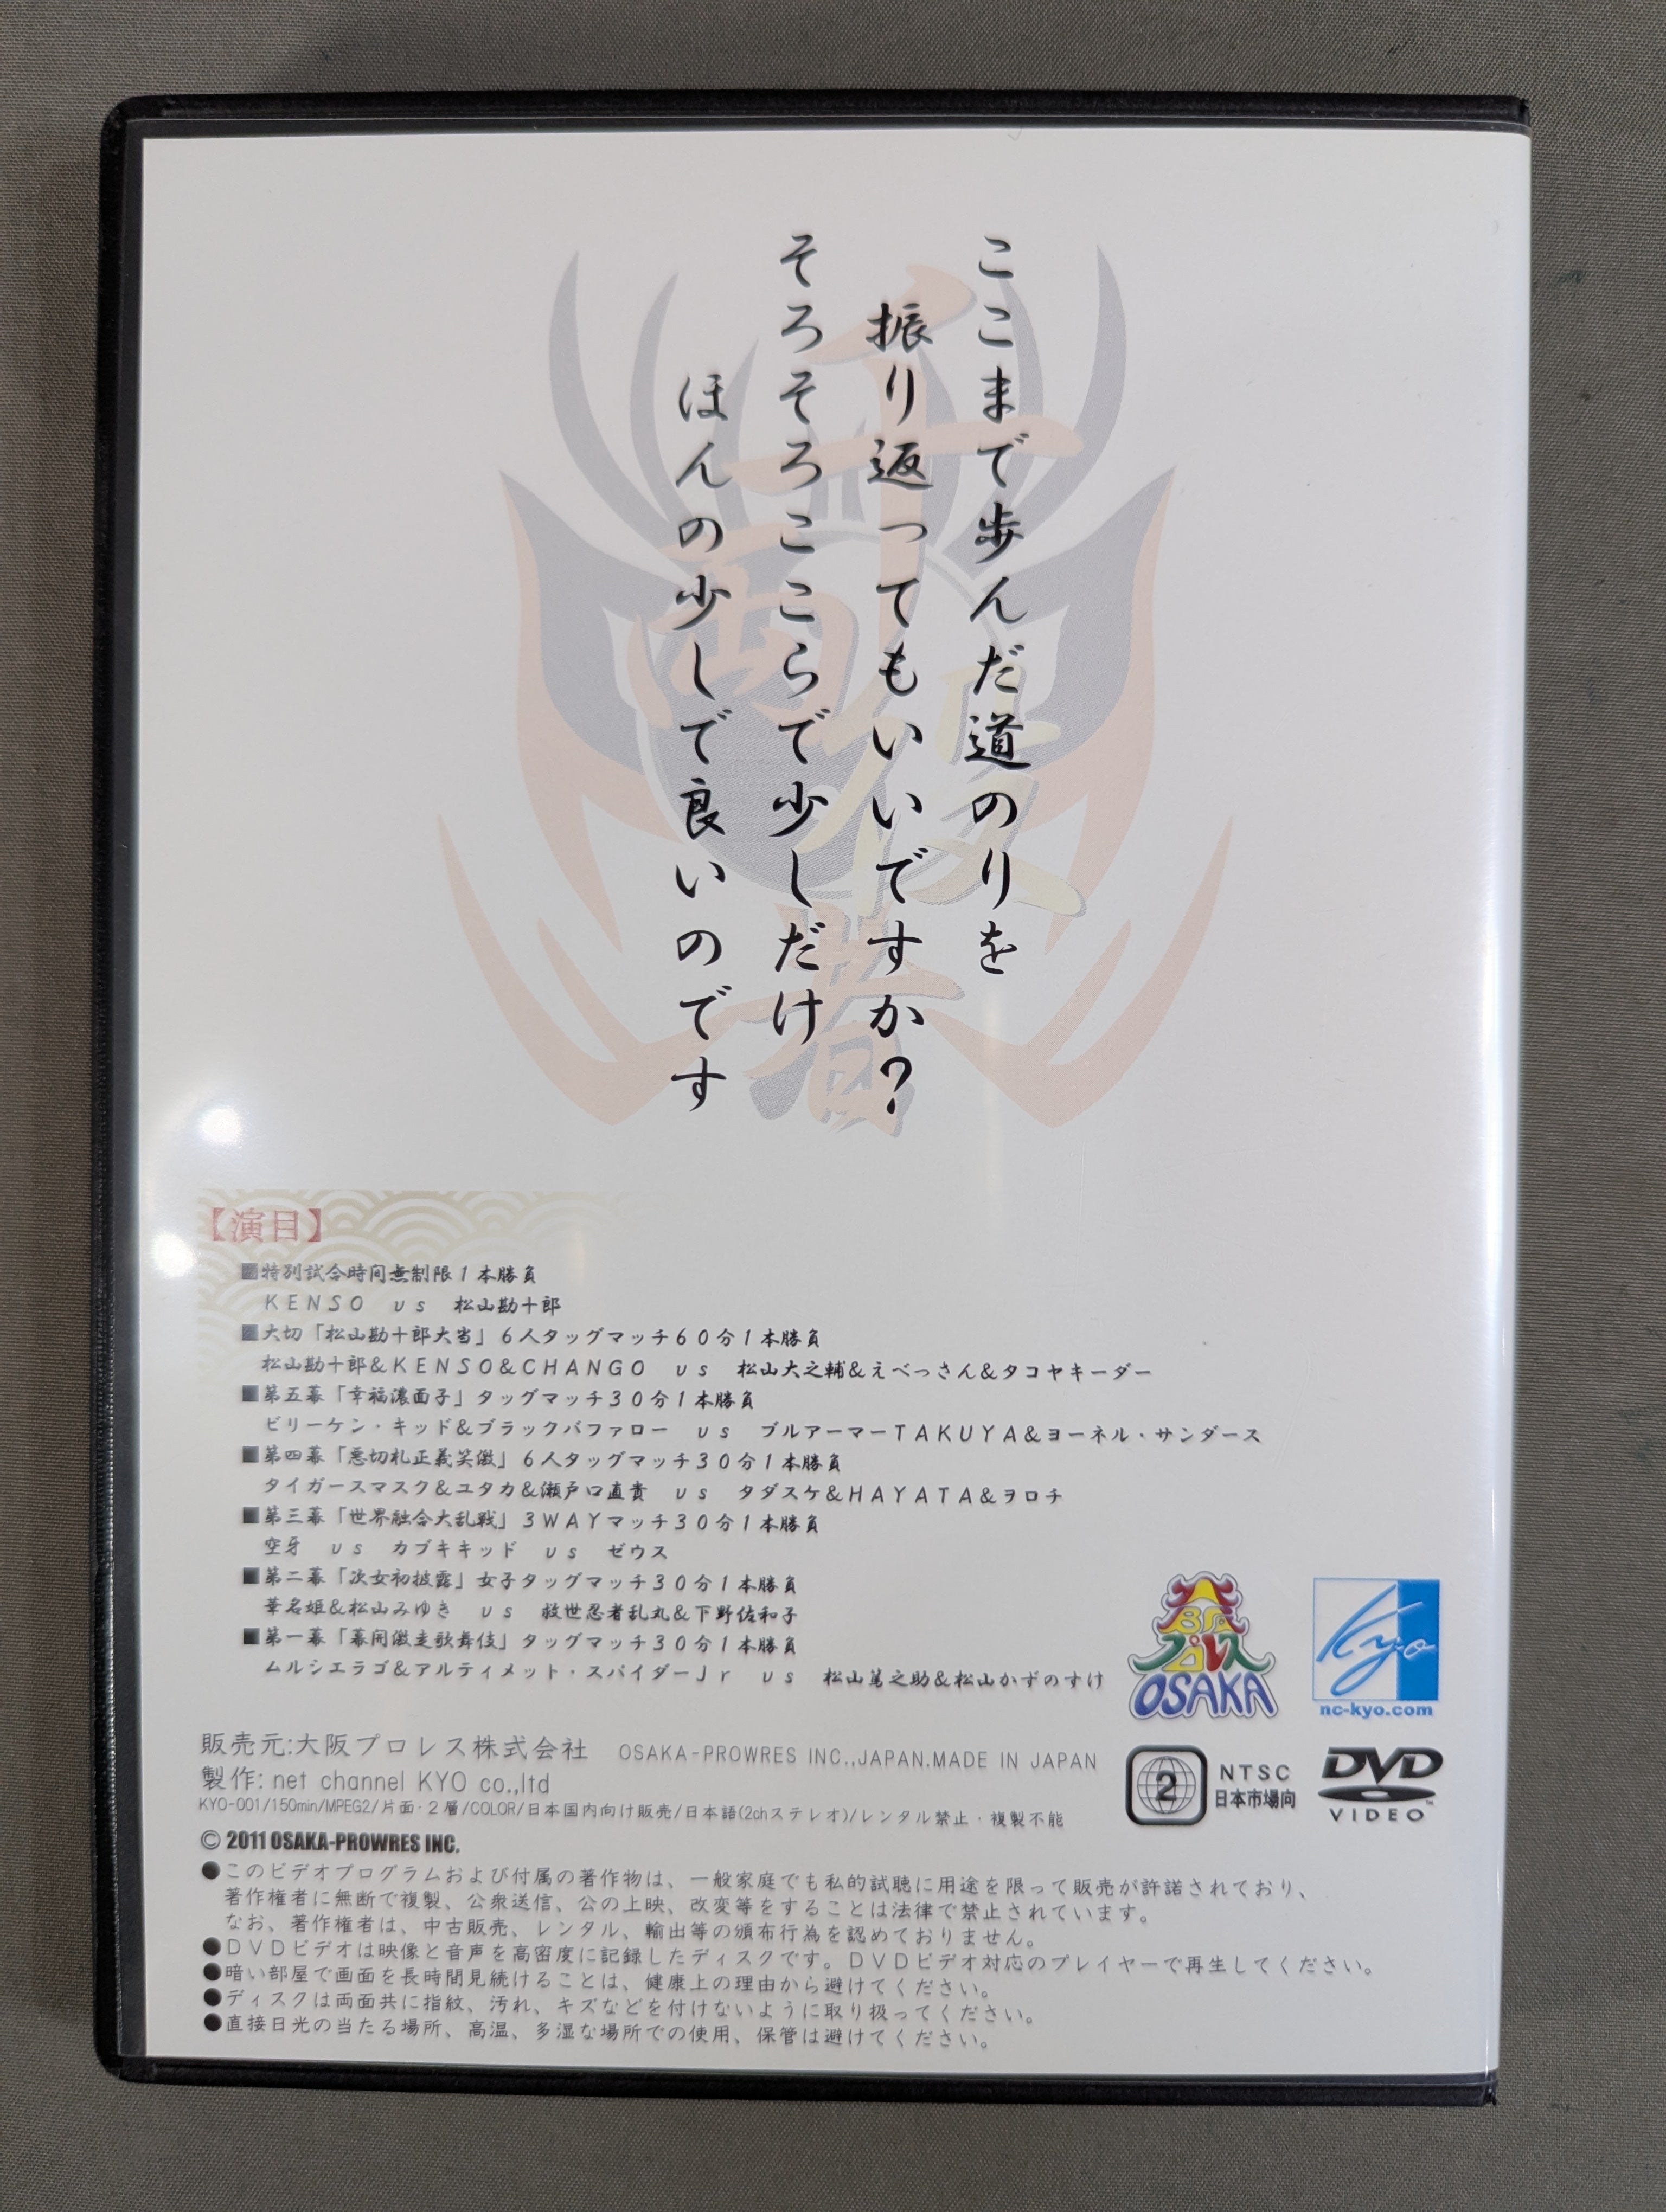 ここまで歩んだ道のりを
振り返ってもいいですか?
そろそろここらで少しだけ
ほんの少しで良いのです
千両役者
【演目】
■特別試合時間無制限1本勝負
KENSO vs 松山勘十郎
■大切「松山勘十郎大当」6人タッグマッチ60分1本勝負
松山勘十郎&KENSO&CHANGO vs 松山大之輔&えべっさん&タコヤキーダー
■第五幕「幸福濃面子」タッグマッチ30分1本勝負
ビリーケン・キッド&ブラックバファロー vs ブルアーマーTAKUYA&ヨーネル・サンダース
■第四幕「悪切札正義笑傲」6人タッグマッチ30分1本勝負
タイガースマスク&ユタカ&瀬戸口直貴 vs タダスケ&HAYATA&ヲロチ
■第三幕「世界融合大乱戦」3WAYマッチ30分1本勝負
空牙 vs カブキキッド vs ゼウス
■第二幕「次女初披露」女子タッグマッチ30分1本勝負
華名姫&松山みゆき vs 救世忍者乱丸&下野佐和子
■第一幕「幕開傲走歌舞伎」タッグマッチ30分1本勝負
ムルシエラゴ&アルティメット・スパイダーJr vs 松山篤之助&松山かずのすけ
大阪プロレス
OSAKA
Kyo
nc-kyo.com
販売元:大阪プロレス株式会社 OSAKA-PROWRES INC.,JAPAN.MADE IN JAPAN
製作: net channel KYO co.,ltd
KYO-001/150min/MPEG2/片面・2層/COLOR/日本国内向け販売/日本語(2chステレオ)/レンタル禁止・複製不能
2
NTSC
日本市場向
DVD
VIDEO
© 2011 OSAKA-PROWRES INC.
●このビデオプログラムおよび付属の著作物は、一般家庭でも私的試聴に用途を限って販売が許諾されており、
著作権者に無断で複製、公衆送信、公の上映、改変等をすることは法律で禁止されています。
なお、著作権者は、中古販売、レンタル、輸出等の頒布行為を認めておりません。
●DVDビデオは映像と音声を高密度に記録したディスクです。DVDビデオ対応のプレイヤーで再生してください。
●暗い部屋で画面を長時間見続けることは、健康上の理由から避けてください。
●ディスクは両面共に指紋、汚れ、キズなどを付けないように取り扱ってください。
●直接日光の当たる場所、高温、多湿な場所での使用、保管は避けてください。